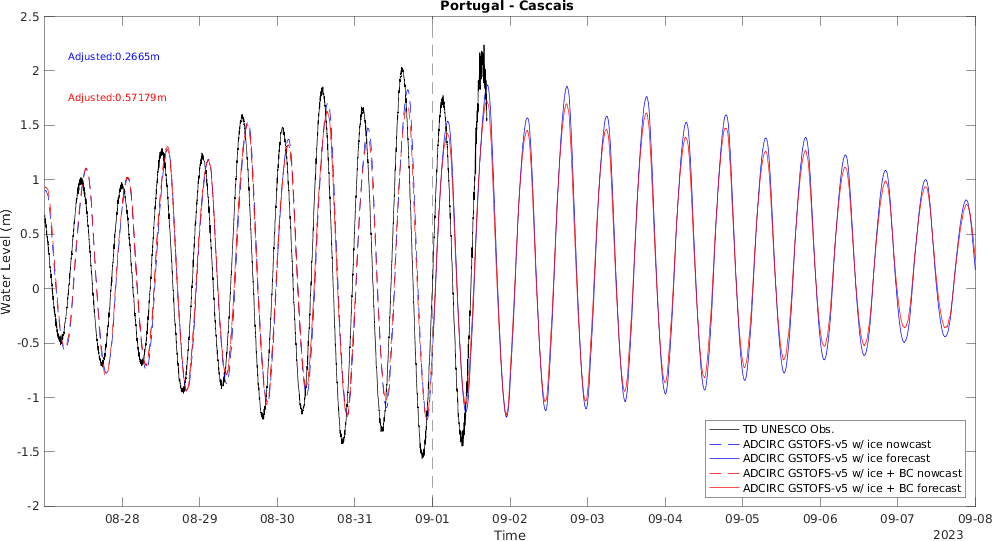 Portugal - Cascais
2.5
2
1.5
1
0.5
0
-0.5
-1
-1.5
-2
Water Level (m)
Adjusted:0.2665m
Adjusted:0.57179m
TD UNESCO Obs.
ADCIRC GSTOFS-v5 w/ ice nowcast
ADCIRC GSTOFS-v5 w/ ice forecast
ADCIRC GSTOFS-v5 w/ ice + BC nowcast
ADCIRC GSTOFS-v5 w/ ice + BC forecast
08-28 08-29 08-30 08-31 09-01 09-02 09-03 09-04 09-05 09-06 09-07 09-08
Time
2023